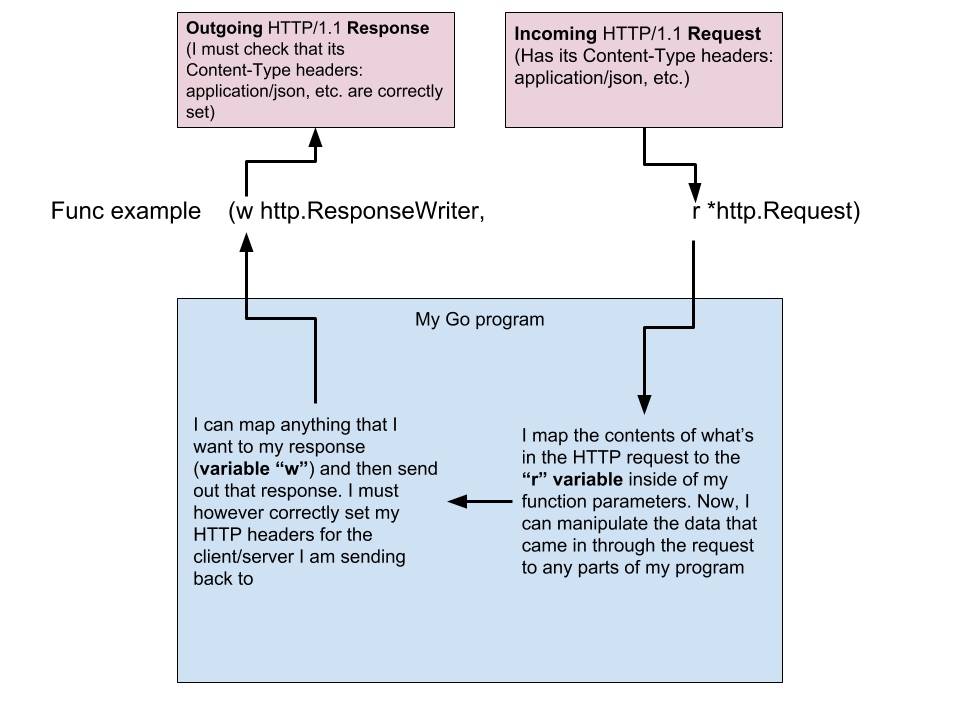 Outgoing HTTP/1.1 Response
(I must check that its
Content-Type headers:
application/json, etc. are correctly
set)
Incoming HTTP/1.1 Request
(Has its Content-Type headers:
application/json, etc.)
Func example (w http.ResponseWriter, r *http.Request)
My Go program
I can map anything that I
want to my response
(variable “w”) and then send
out that response. I must
however correctly set my
HTTP headers for the
client/server I am sending
back to
I map the contents of what’s
in the HTTP request to the
“r” variable inside of my
function parameters. Now, I
can manipulate the data that
came in through the request
to any parts of my program